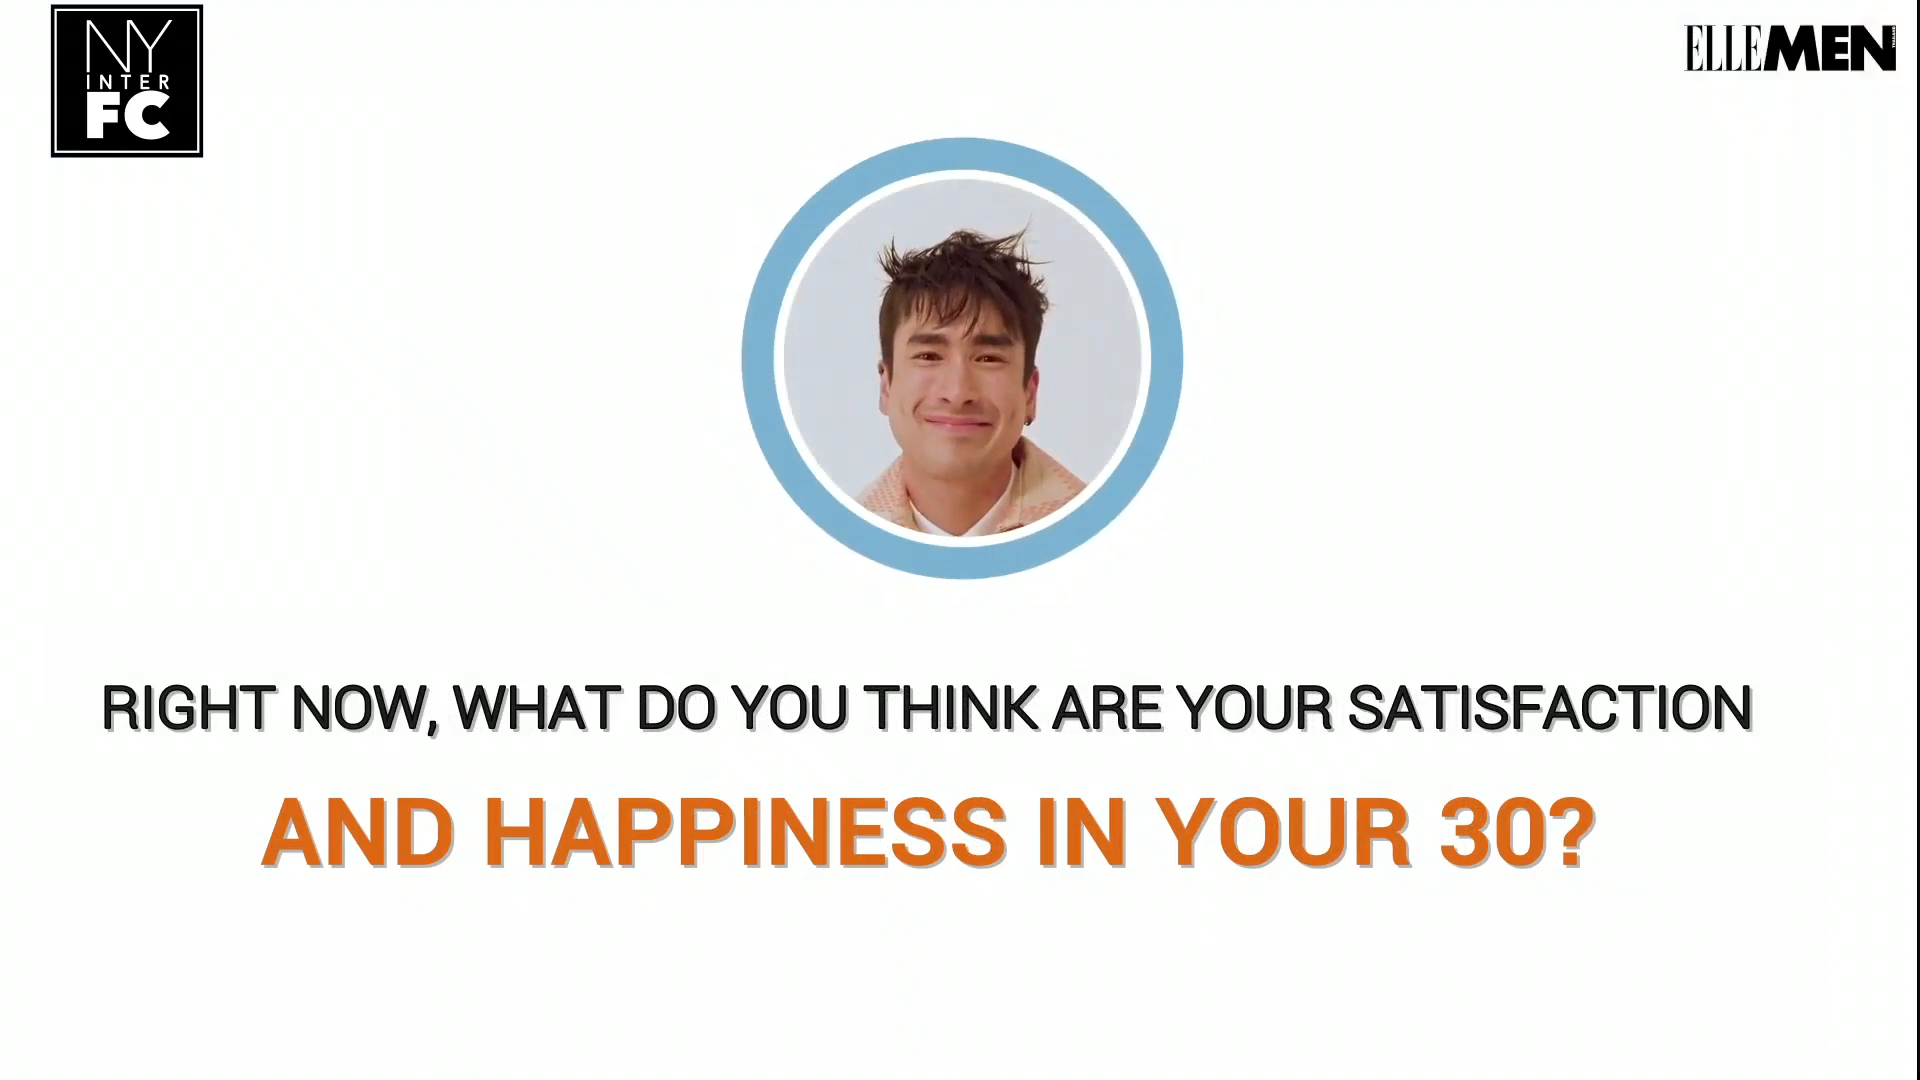 NY
INTER
FC
ELLEMEN
RIGHT NOW, WHAT DO YOU THINK ARE YOUR SATISFACTION
AND HAPPINESS IN YOUR 30?